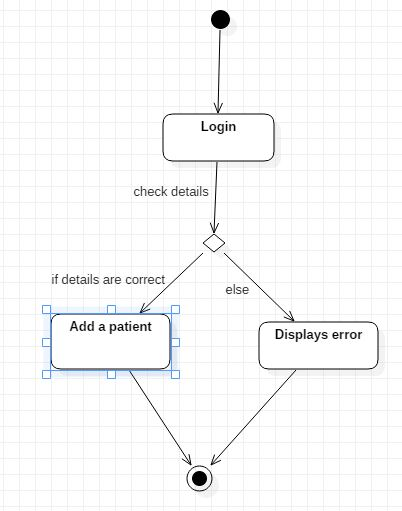 Login
check details
if details are correct
else
Add a patient
Displays error